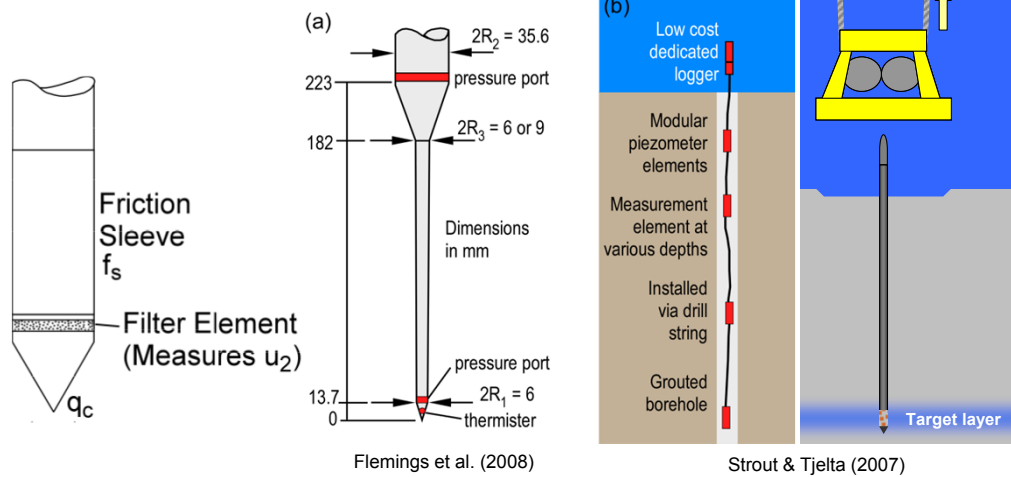 Friction
Sleeve
fs
Filter Element
(Measures u2)
qc
(a)
2R2 = 35.6
pressure port
223
2R3 = 6 or 9
182
Dimensions
in mm
pressure port
13.7
2R1 = 6
0
thermister
Flemings et al. (2008)
(b)
Low cost
dedicated
logger
Modular
piezometer
elements
Measurement
element at
various depths
Installed
via drill
string
Grouted
borehole
Target layer
Strout & Tjelta (2007)